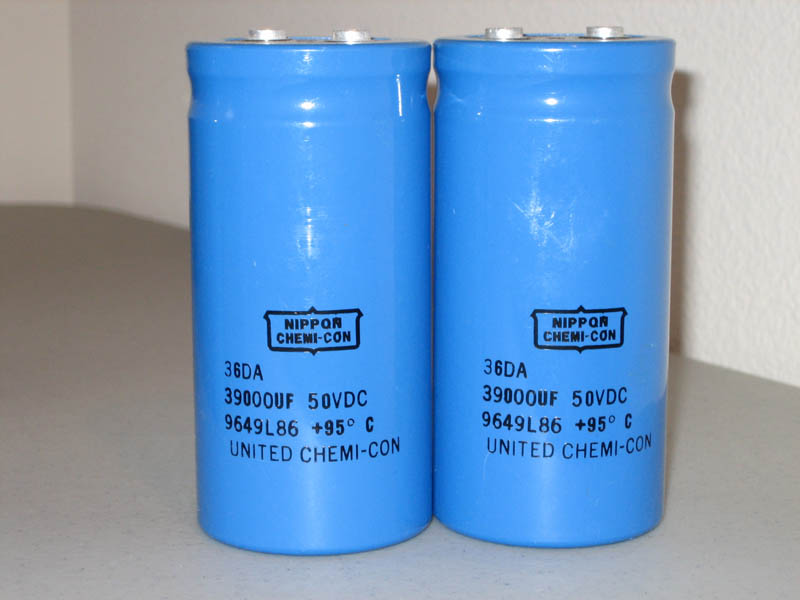 NIPPON
CHEMI-CON
36DA
39000UF 50VDC
9649L86 +95° C
UNITED CHEMI-CON
NIPPON
CHEMI-CON
36DA
39000UF 50VDC
9649L86 +95° C
UNITED CHEMI-CON